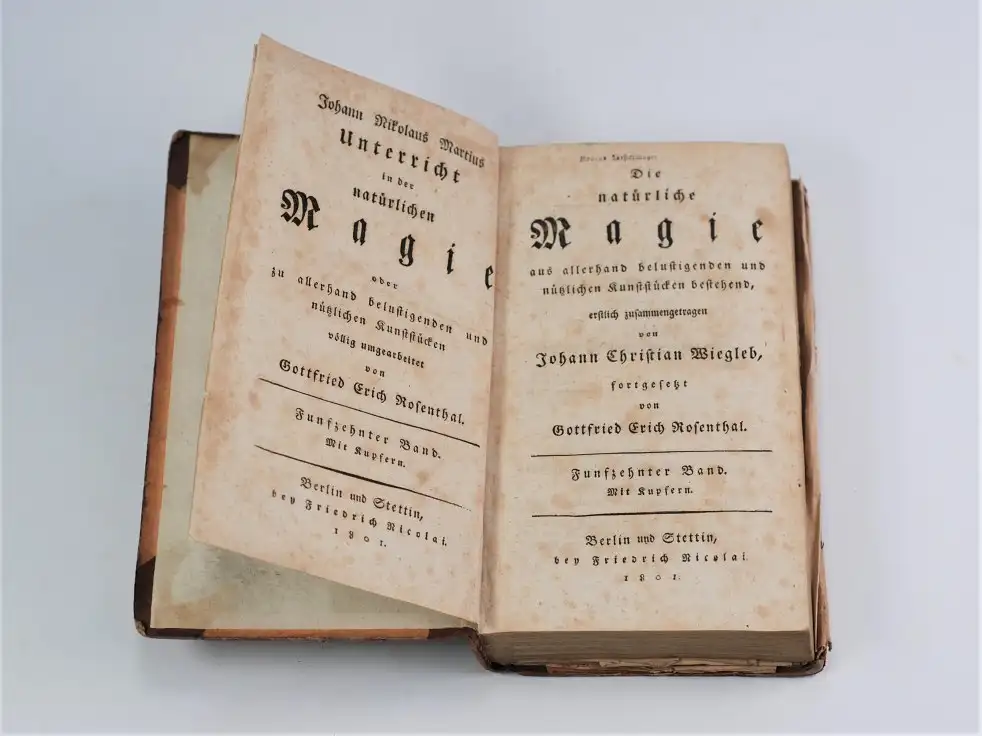 Johann Nikolaus Martius
Unterricht
in der
natürlichen
Magie
oder
zu allerhand belustigenden und
nützlichen Kunststücken
völlig umgearbeitet
von
Gottfried Erich Rosenthal.
Funfzehnter Band.
Mit Kupfern.
Berlin und Stettin,
bey Friedrich Nicolai.
1801.
Die
natürliche
Magie
aus allerhand belustigenden und
nützlichen Kunststücken bestehend,
erstlich zusammengetragen
von
Johann Christian Wiegleb,
fortgesetzt
von
Gottfried Erich Rosenthal.
Funfzehnter Band.
Mit Kupfern.
Berlin und Stettin,
bey Friedrich Nicolai
1801.